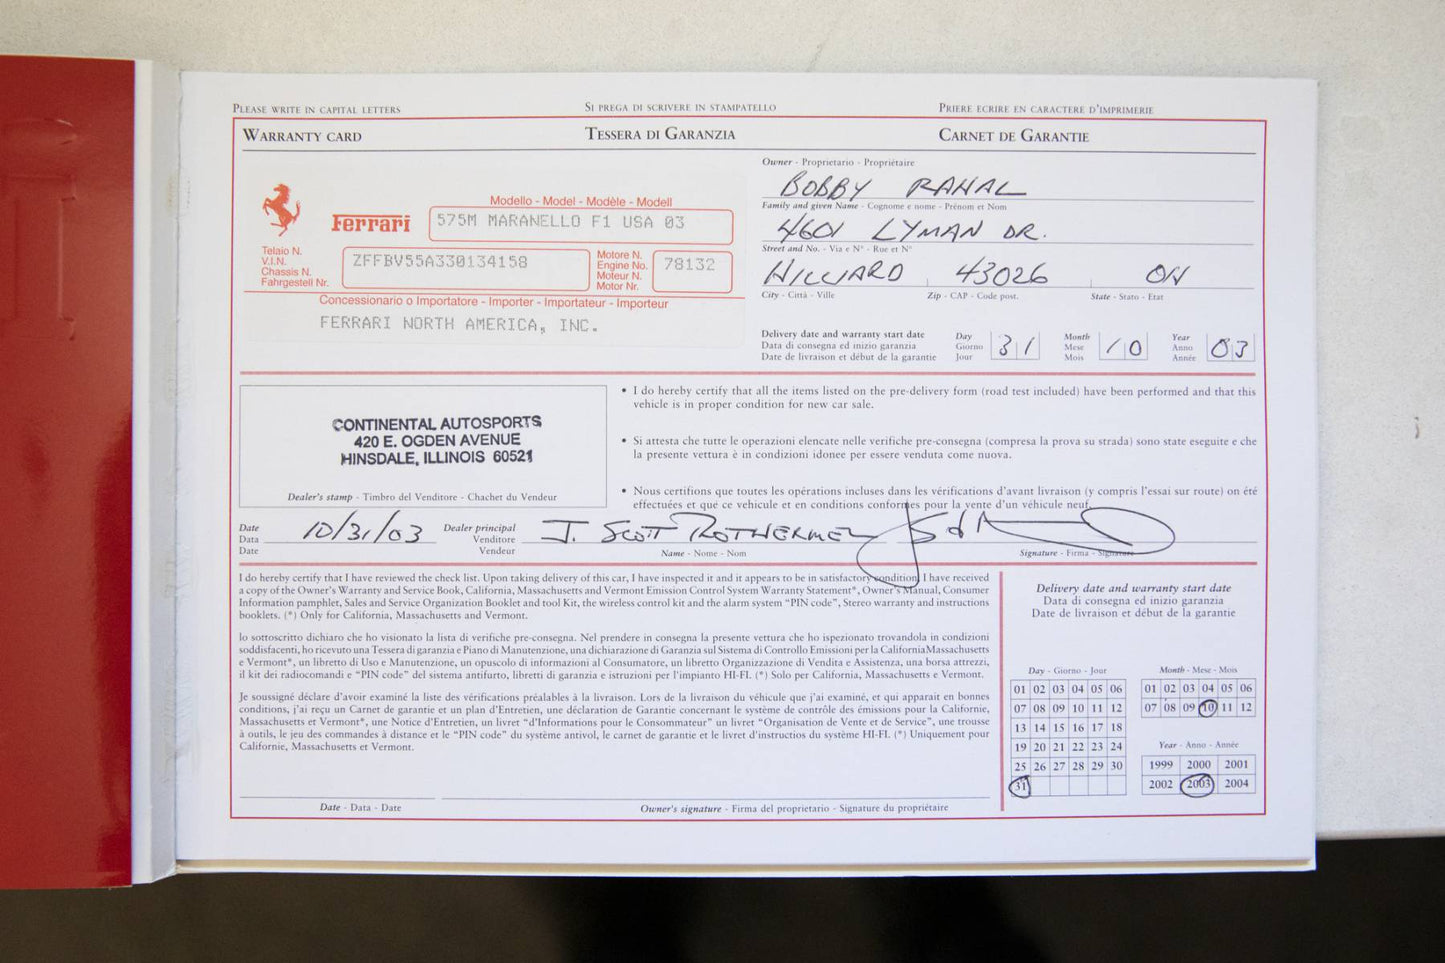 PLEASE WRITE IN CAPITAL LETTERS
SI PREGA DI SCRIVERE IN STAMPATELLO
PRIERE ECRIRE EN CARACTERE D'IMPRIMERIE
WARRANTY CARD
TESSERA DI GARANZIA
CARNET DE GARANTIE
Modello - Model - Modèle - Modell
Ferrari
575M MARANELLO F1 USA 03
Telaio N.
V.I.N.
Chassis N.
Fahrgestell Nr.
ZFFBV55A330134158
Motore N.
Engine No.
Moteur N.
Motor Nr.
78132
Concessionario o Importatore - Importer - Importateur - Importeur
FERRARI NORTH AMERICA, INC.
Owner - Proprietario - Propriétaire
BOBBY RAHAL
Family and given Name - Cognome e nome - Prénom et Nom
4601 LYMAN DR.
Street and No. - Via e N° - Rue et N°
HILLIARD 43026 OH
City - Città - Ville
Zip - CAP - Code post.
State - Stato - Etat
Delivery date and warranty start date
Data di consegna ed inizio garanzia
Date de livraison et début de la garantie
Day
Giorno
Jour
31
Month
Mese
Mois
10
Year
Anno
Année
03
CONTINENTAL AUTOSPORTS
420 E. OGDEN AVENUE
HINSDALE, ILLINOIS 60521
Dealer's stamp - Timbro del Venditore - Chachet du Vendeur
• I do hereby certify that all the items listed on the pre-delivery form (road test included) have been performed and that this
vehicle is in proper condition for new car sale.
• Si attesta che tutte le operazioni elencate nelle verifiche pre-consegna (compresa la prova su strada) sono state eseguite e che
la presente vettura è in condizioni idonee per essere venduta come nuova.
• Nous certifions que toutes les opérations incluses dans les vérifications d'avant livraison (y compris l'essai sur route) on été
effectuées et que ce vehicule et en conditions conformes pour la vente d'un véhicule neuf.
Date
Data
Date
10/31/03
Dealer principal
Venditore
Vendeur
J. SCOTT ROTHERMEL
Name - Nome - Nom
Signature - Firma - Signature
I do hereby certify that I have reviewed the check list. Upon taking delivery of this car, I have inspected it and it appears to be in satisfactory condition. I have received
a copy of the Owner's Warranty and Service Book, California, Massachusetts and Vermont Emission Control System Warranty Statement*, Owner's Manual, Consumer
Information pamphlet, Sales and Service Organization Booklet and tool Kit, the wireless control kit and the alarm system "PIN code", Stereo warranty and instructions
booklets. (*) Only for California, Massachusetts and Vermont.
Io sottoscritto dichiaro che ho visionato la lista di verifiche pre-consegna. Nel prendere in consegna la presente vettura che ho ispezionato trovandola in condizioni
soddisfacenti, ho ricevuto una Tessera di garanzia e Piano di Manutenzione, una dichiarazione di Garanzia sul Sistema di Controllo Emissioni per la CaliforniaMassachusetts
e Vermont*, un libretto di Uso e Manutenzione, un opuscolo di informazioni al Consumatore, un libretto Organizzazione di Vendita e Assistenza, una borsa attrezzi,
il kit dei radiocomandi e "PIN code" del sistema antifurto, libretti di garanzia e istruzioni per l'impianto HI-FI. (*) Solo per California, Massachusetts e Vermont.
Je soussigné déclare d'avoir examiné la liste des vérifications préalables à la livraison. Lors de la livraison du véhicule que j'ai examiné, et qui apparait en bonnes
conditions, j'ai reçu un Carnet de garantie et un plan d'Entretien, une déclaration de Garantie concernant le système de contrôle des émissions pour la Californie,
Massachusetts et Vermont*, une Notice d'Entretien, un livret "d'Informations pour le Consommateur" un livret "Organisation de Vente et de Service", une trousse
à outils, le jeu des commandes à distance et le "PIN code" du système antivol, le carnet de garantie et le livret d'instructios du système HI-FI. (*) Uniquement pour
Californie, Massachusetts et Vermont.
Date - Data - Date
Owner's signature - Firma del proprietario - Signature du propriétaire
Delivery date and warranty start date
Data di consegna ed inizio garanzia
Date de livraison et début de la garantie
Day - Giorno - Jour
01 02 03 04 05 06
07 08 09 10 11 12
13 14 15 16 17 18
19 20 21 22 23 24
25 26 27 28 29 30
31
Month - Mese - Mois
01 02 03 04 05 06
07 08 09 10 11 12
Year - Anno - Année
1999 2000 2001
2002 2003 2004